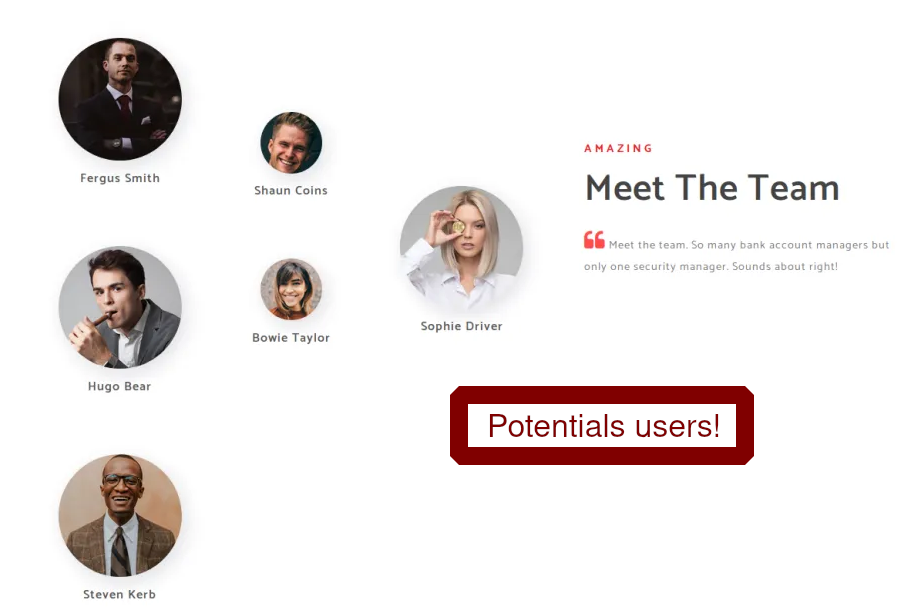 Fergus Smith
Shaun Coins
Hugo Bear
Bowie Taylor
Steven Kerb
Sophie Driver
AMAZING
Meet The Team
Meet the team. So many bank account managers but
only one security manager. Sounds about right!
Potentials users!